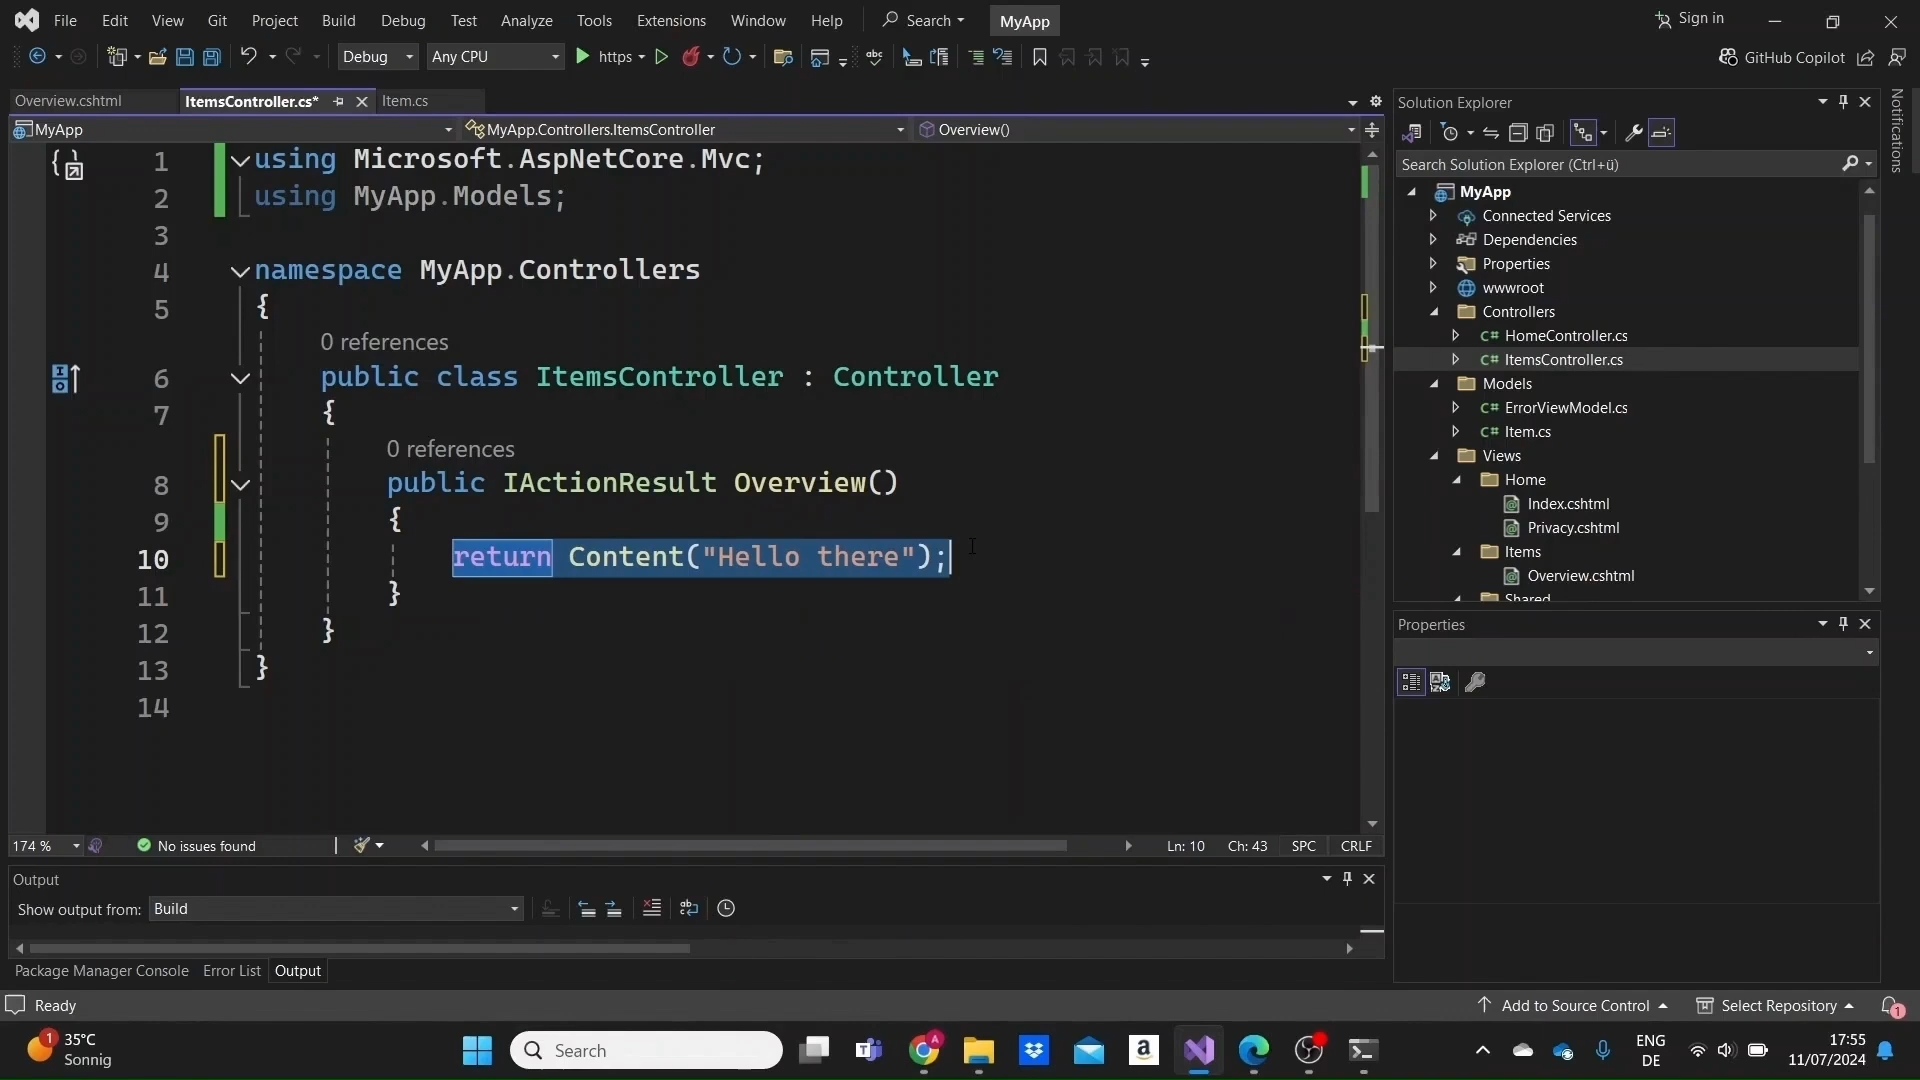 File Edit View Git Project Build Debug Test Analyze Tools Extensions Window Help Search MyApp Sign in
Debug Any CPU https GitHub Copilot
Overview.cshtml ItemsController.cs* Item.cs
MyApp MyApp.Controllers.ItemsController Overview()
1 using Microsoft.AspNetCore.Mvc;
2 using MyApp.Models;
3
4 namespace MyApp.Controllers
5 {
0 references
6 public class ItemsController : Controller
7 {
0 references
8 public IActionResult Overview()
9 {
10 return Content("Hello there");
11 }
12 }
13 }
14
174 % No issues found Ln: 10 Ch: 43 SPC CRLF
Output
Show output from: Build
Package Manager Console Error List Output
Solution Explorer
Search Solution Explorer (Ctrl+ü)
MyApp
Connected Services
Dependencies
Properties
wwwroot
Controllers
C# HomeController.cs
C# ItemsController.cs
Models
C# ErrorViewModel.cs
C# Item.cs
Views
Home
Index.cshtml
Privacy.cshtml
Items
Overview.cshtml
Shared
Properties
Notifications
Ready Add to Source Control Select Repository 1
1 35°C
Sonnig
Search
A
ENG
DE
17:55
11/07/2024